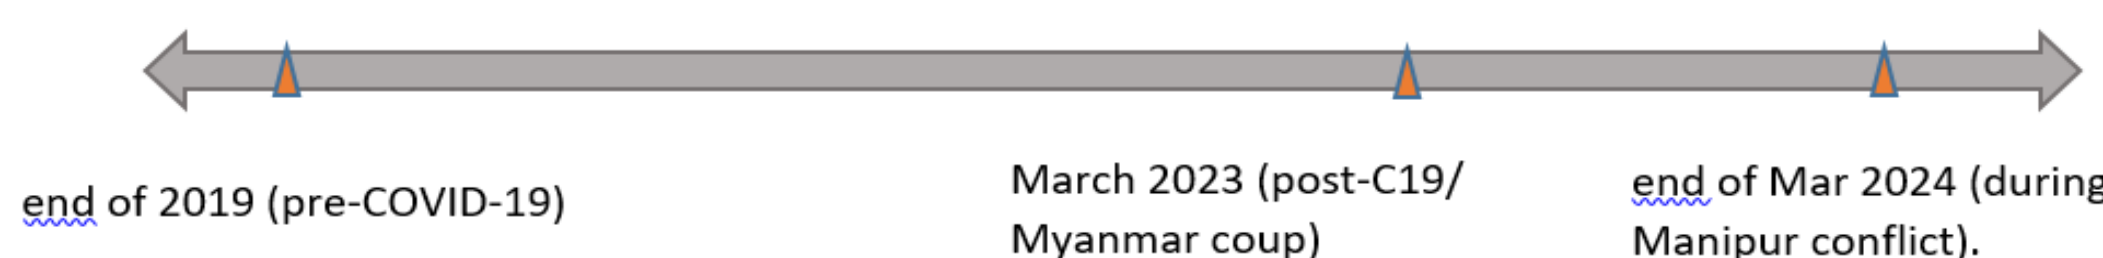 end of 2019 (pre-COVID-19)
March 2023 (post-C19/
Myanmar coup)
end of Mar 2024 (during
Manipur conflict).